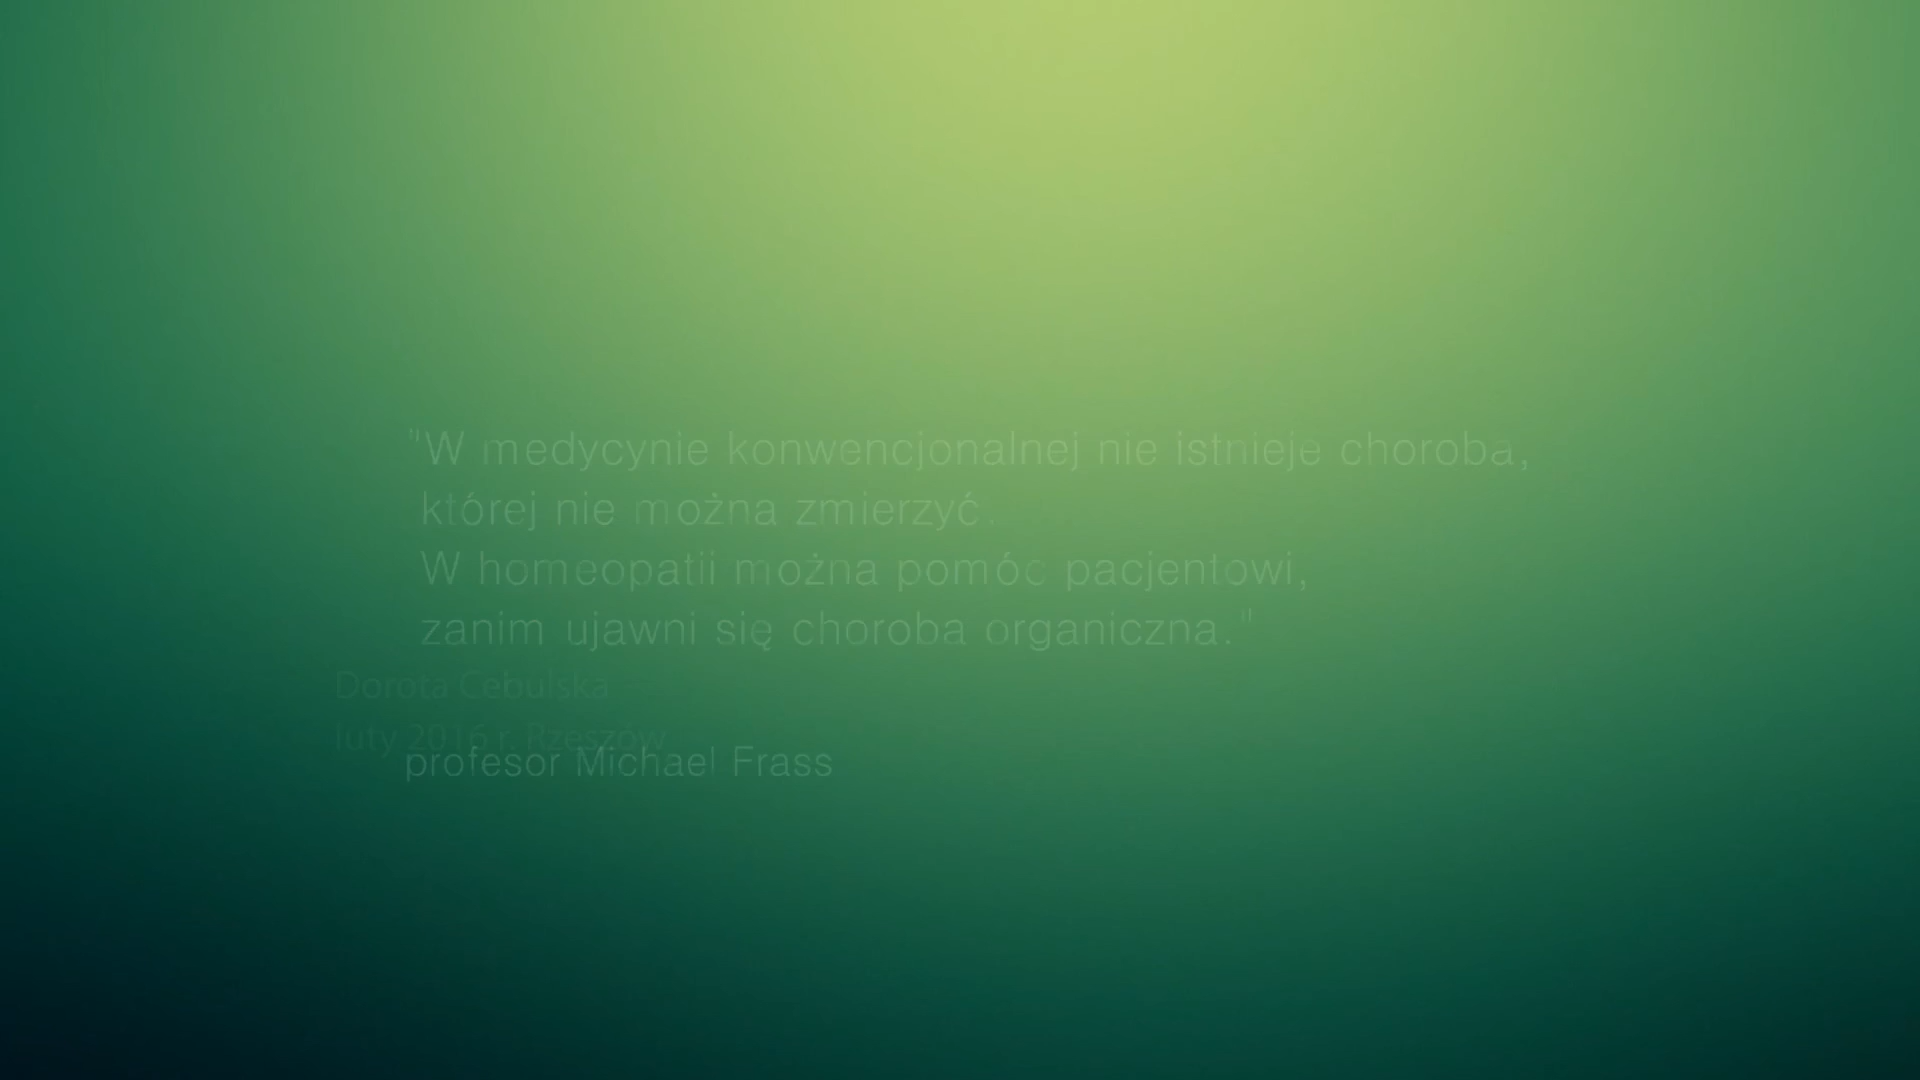 "W medycynie konwencjonalnej nie istnieje choroba,
której nie można zmierzyć.
W homeopatii można pomóc pacjentowi,
zanim ujawni się choroba organiczna."
Dorota Cebulska
luty 2016 r. Rzeszów
profesor Michael Frass